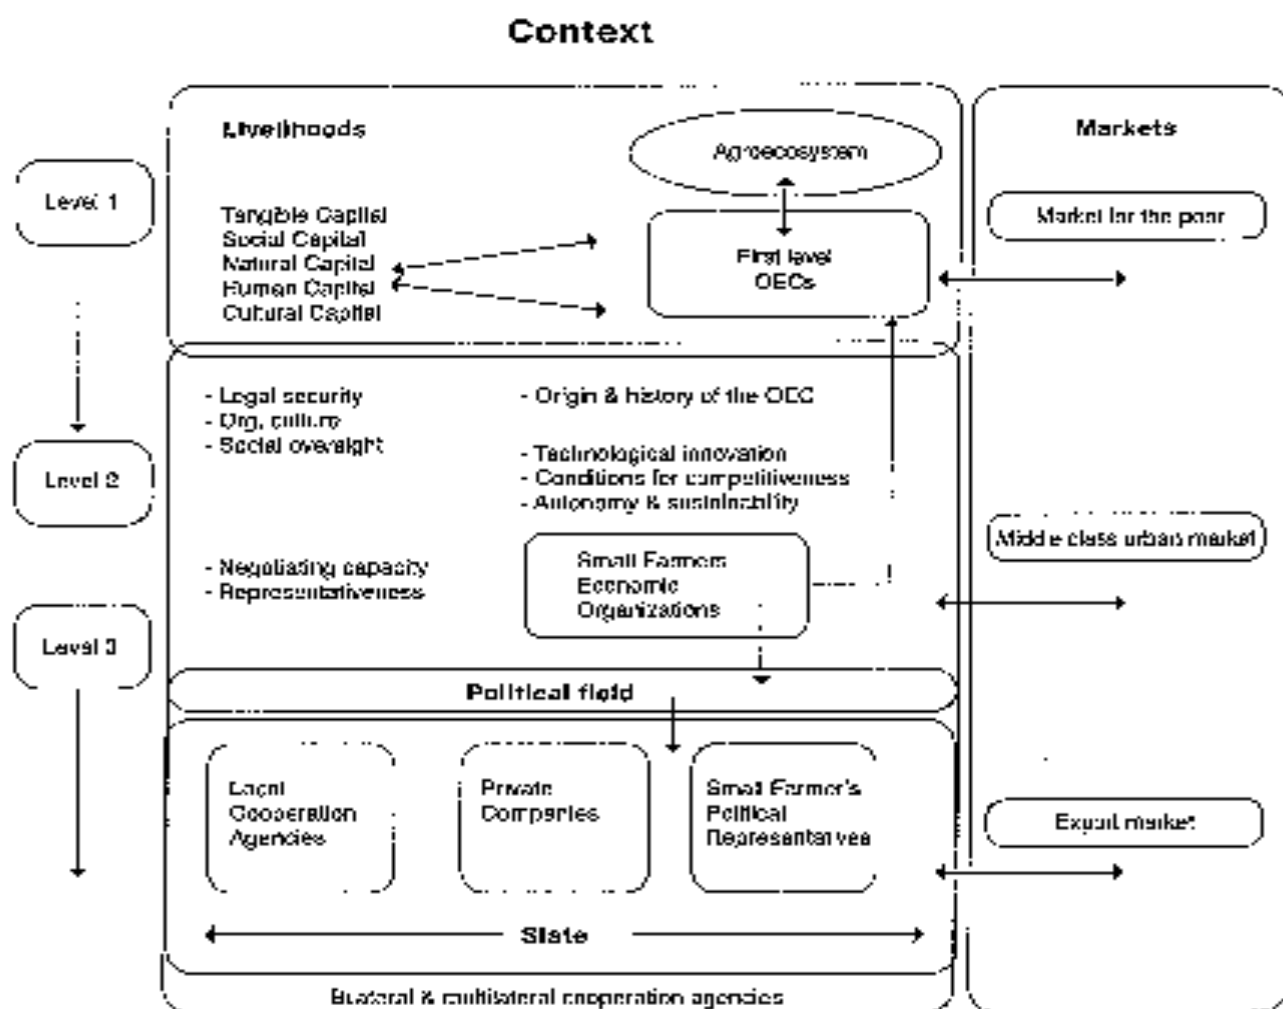 Context
Livelihoods
Agroecosystem
Markets
Level 1
Tangible Capital
Social Capital
Natural Capital
Human Capital
Cultural Capital
First level
OECs
Market for the poor
- Legal security
- Org. culture
- Social oversight
- Origin & history of the OEC
- Technological innovation
- Conditions for competitiveness
- Autonomy & sustainability
Level 2
Middle class urban market
- Negotiating capacity
- Representativeness
Small Farmers
Economic
Organizations
Level 3
Political field
Local
Cooperation
Agencies
Private
Companies
Small Farmer's
Political
Representatives
Export market
State
Bilateral & multilateral cooperation agencies